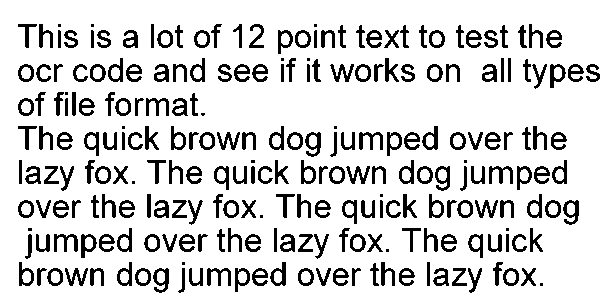 This is a lot of 12 point text to test the
ocr code and see if it works on  all types
of file format.
The quick brown dog jumped over the
lazy fox. The quick brown dog jumped
over the lazy fox. The quick brown dog
jumped over the lazy fox. The quick
brown dog jumped over the lazy fox.